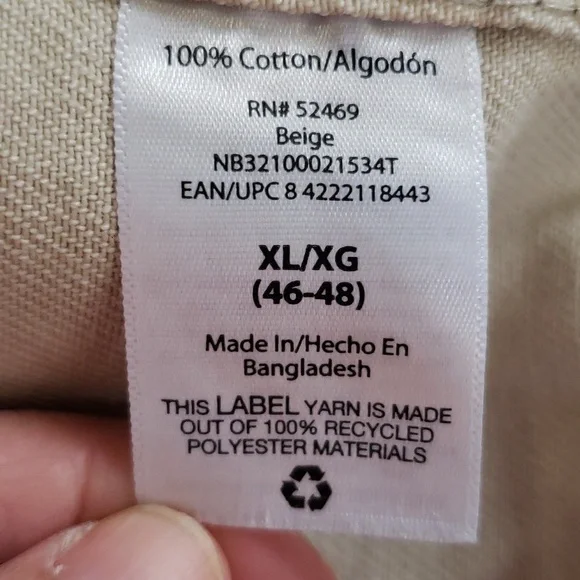 100% Cotton/Algodón
RN# 52469
Beige
NB32100021534T
EAN/UPC 8 4222118443
XL/XG
(46-48)
Made In/Hecho En
Bangladesh
THIS LABEL YARN IS MADE
OUT OF 100% RECYCLED
POLYESTER MATERIALS